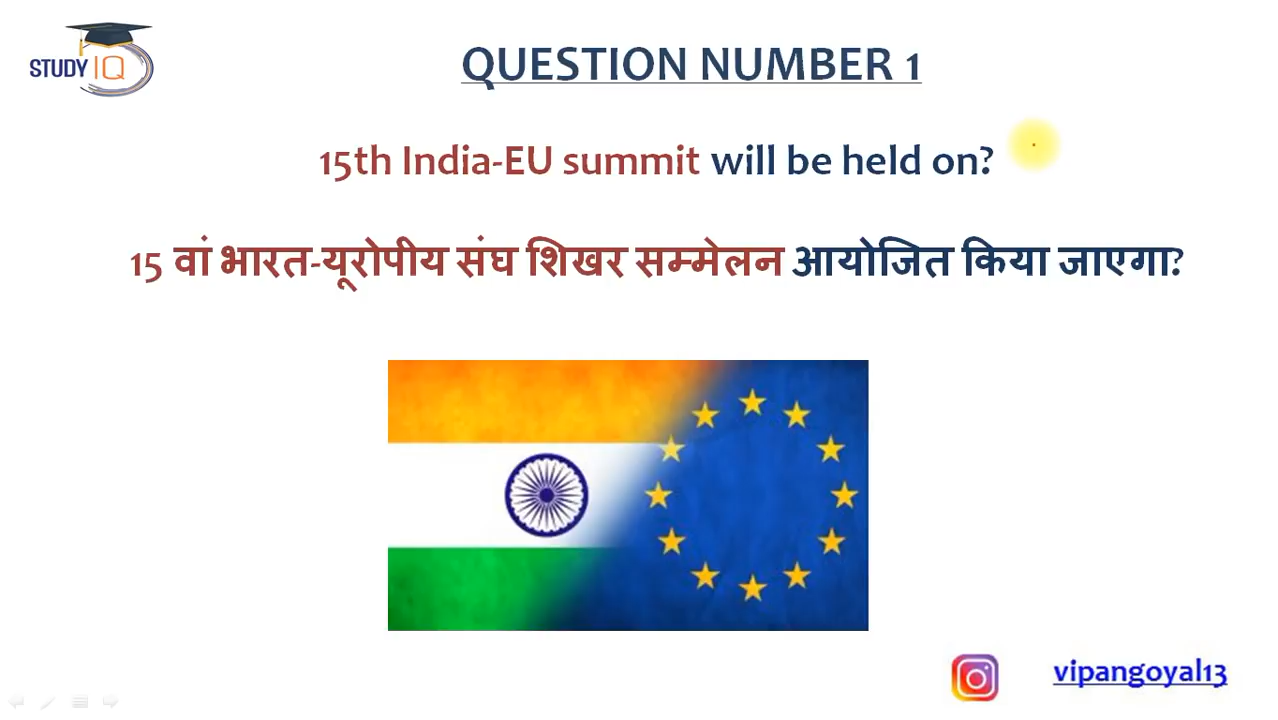 STUDY IQ
QUESTION NUMBER 1
15th India-EU summit will be held on?
15 वां भारत-यूरोपीय संघ शिखर सम्मेलन आयोजित किया जाएगा?
vipangoyal13